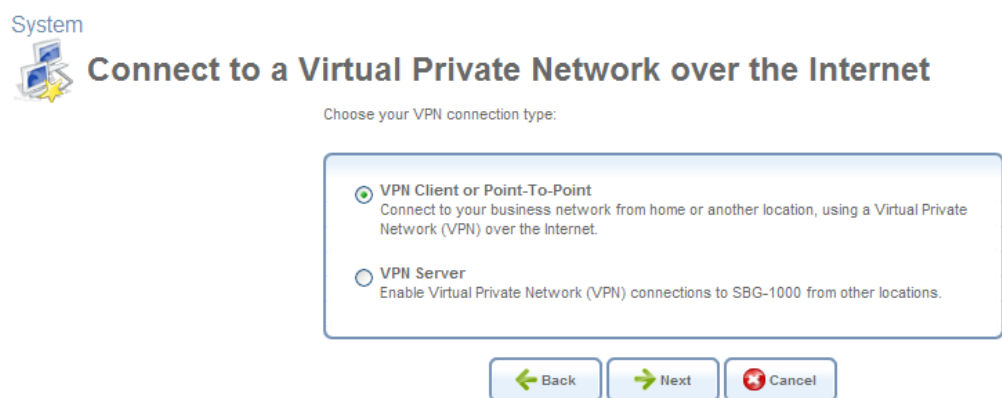 System
Connect to a Virtual Private Network over the Internet
Choose your VPN connection type:
VPN Client or Point-To-Point
Connect to your business network from home or another location, using a Virtual Private
Network (VPN) over the Internet.
VPN Server
Enable Virtual Private Network (VPN) connections to SBG-1000 from other locations.
Back
Next
Cancel